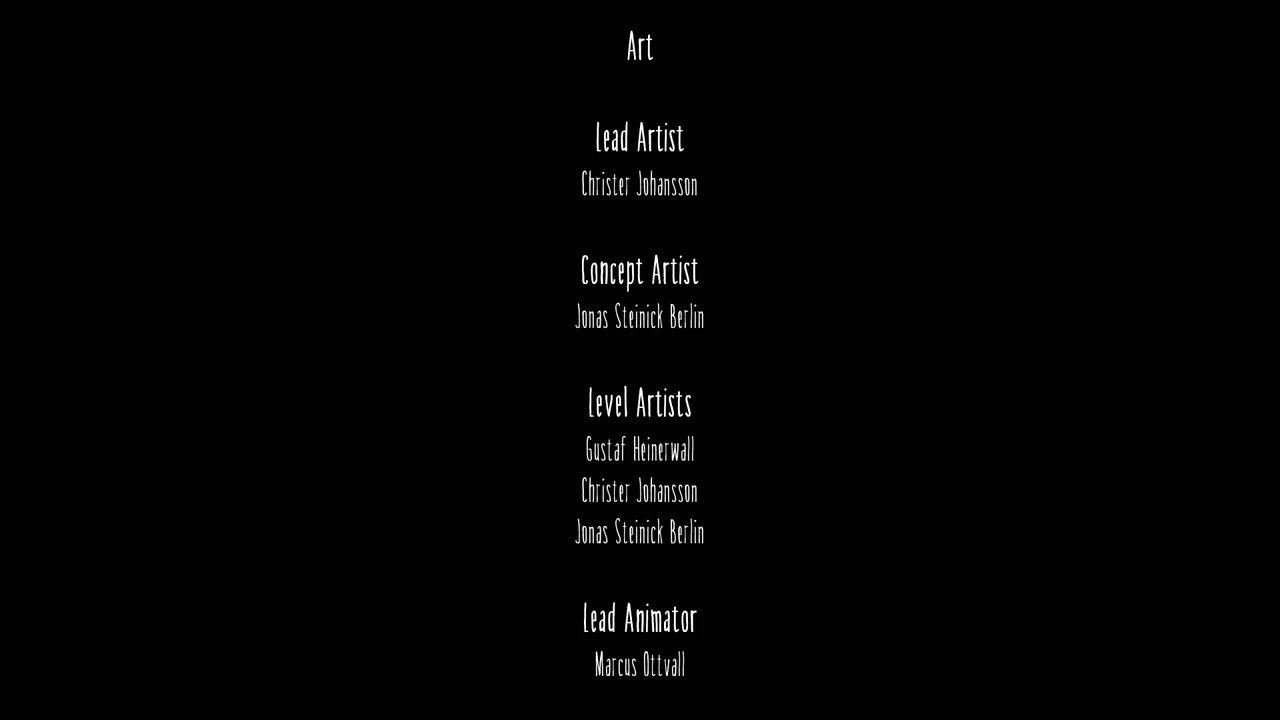 Art
Lead Artist
Christer Johansson
Concept Artist
Jonas Steinick Berlin
Level Artists
Gustaf Heinerwall
Christer Johansson
Jonas Steinick Berlin
Lead Animator
Marcus Ottvall